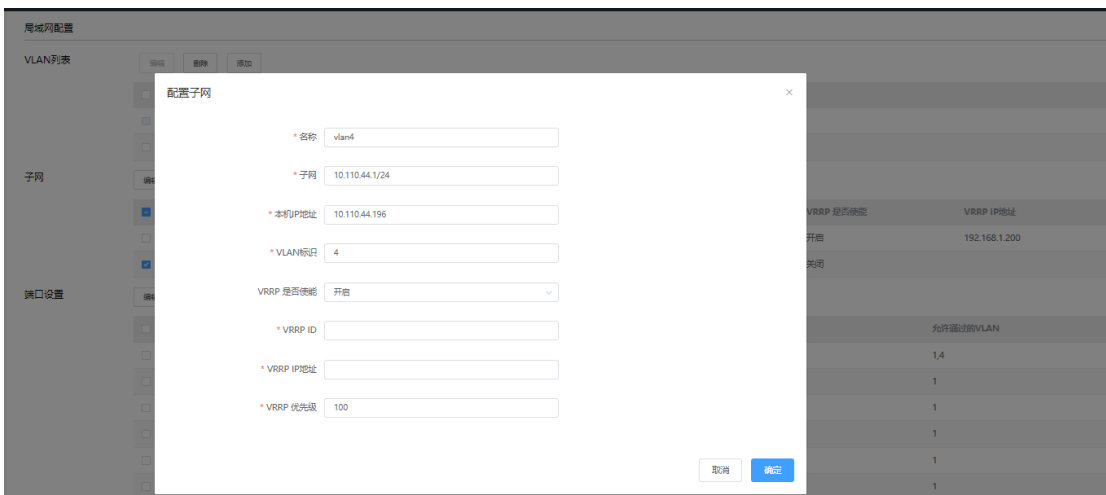 局域网配置
VLAN列表
编辑 删除 添加
配置子网 ×
* 名称 vlan4
* 子网 10.110.44.1/24
子网
* 本机IP地址 10.110.44.196
VRRP 是否使能 VRRP IP地址
开启 192.168.1.200
* VLAN标识 4
关闭
VRRP 是否使能 开启
端口设置
* VRRP ID
允许通过的VLAN
1,4
* VRRP IP地址
1
* VRRP 优先级 100
1
1
1
取消 确定
1